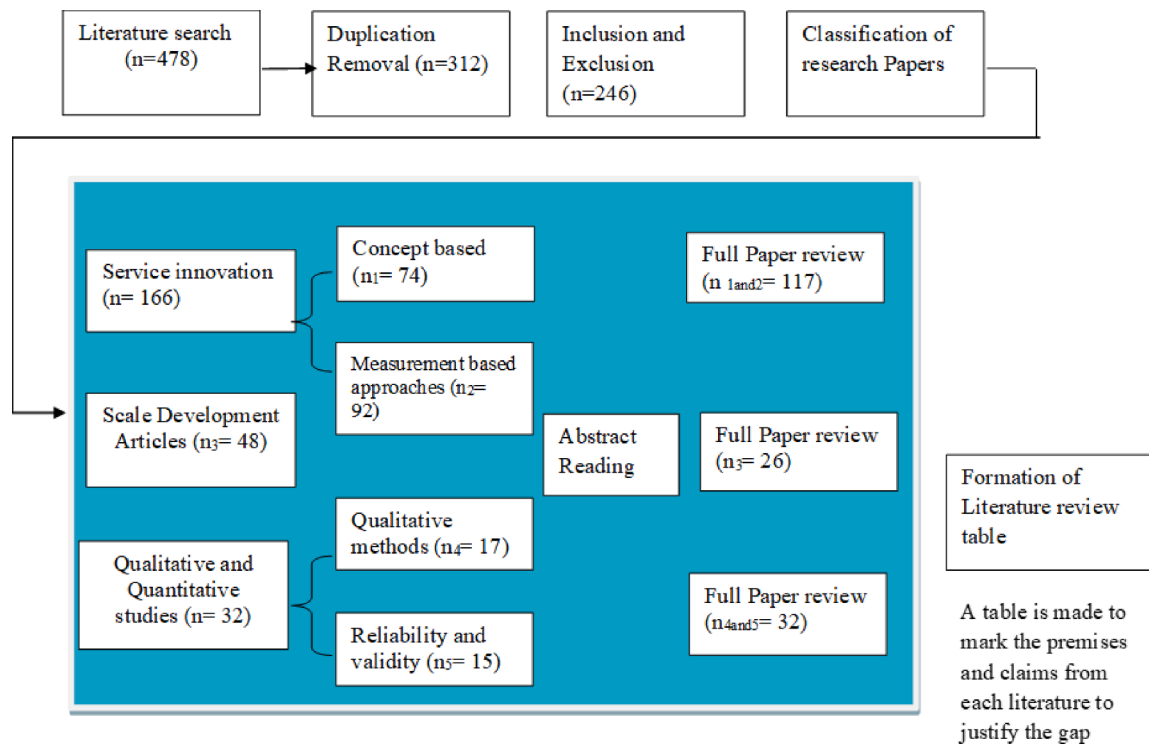 Literature search
(n=478)
Duplication
Removal (n=312)
Inclusion and
Exclusion
(n=246)
Classification of
research Papers
Service innovation
(n= 166)
Concept based
(n1= 74)
Measurement based
approaches (n2=
92)
Full Paper review
(n 1and2= 117)
Scale Development
Articles (n3= 48)
Abstract
Reading
Full Paper review
(n3= 26)
Qualitative and
Quantitative
studies (n= 32)
Qualitative
methods (n4= 17)
Reliability and
validity (n5= 15)
Full Paper review
(n4and5= 32)
Formation of
Literature review
table
A table is made to
mark the premises
and claims from
each literature to
justify the gap